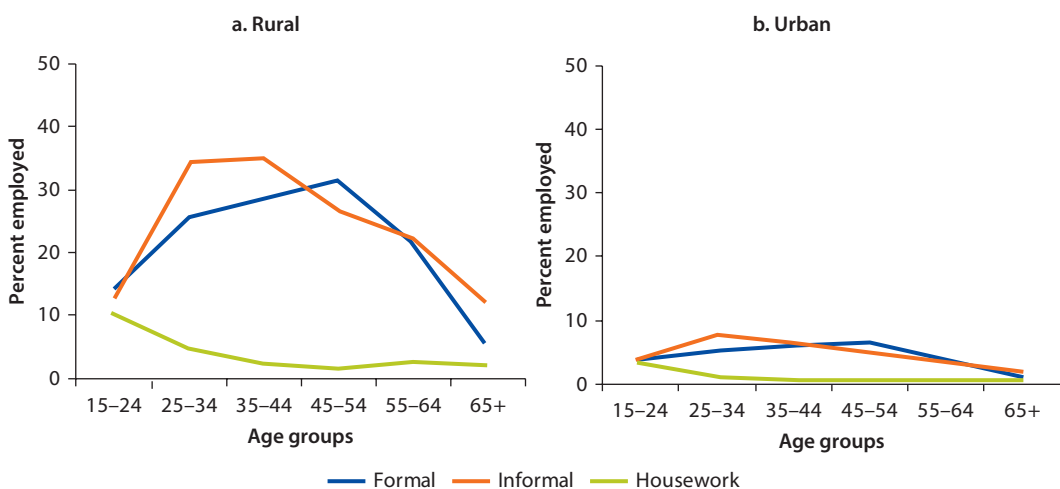 a. Rural
50
40
30
20
10
0
Percent employed
15–24 25–34 35–44 45–54 55–64 65+
Age groups
b. Urban
50
40
30
20
10
0
Percent employed
15–24 25–34 35–44 45–54 55–64 65+
Age groups
Formal Informal Housework